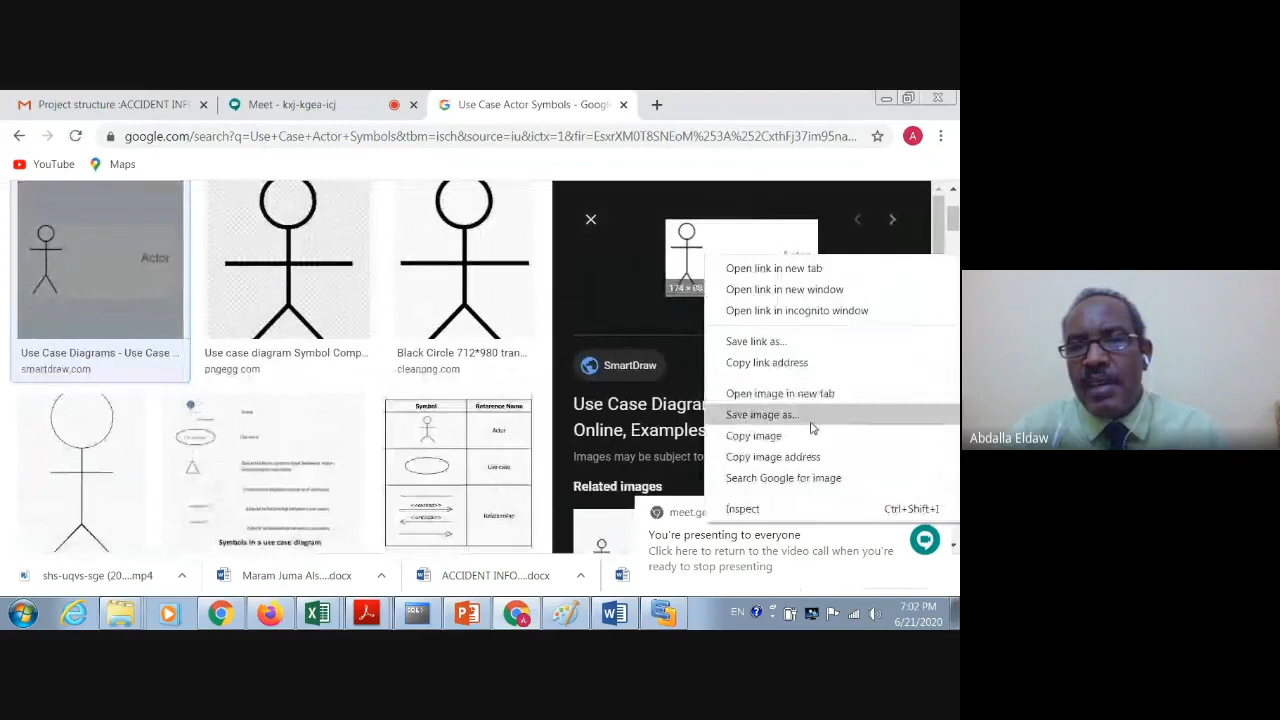 Project structure :ACCIDENT INF
Meet - kxj-kgea-icj
Use Case Actor Symbols - Goog
google.com/search?q=Use+Case+Actor+Symbols&tbm=isch&source=iu&ictx=1&fir=EsxrXM0T8SNEoM%253A%252CxthFj37im95na...
A
YouTube
Maps
Actor
174 × 88
Open link in new tab
Open link in new window
Open link in incognito window
Save link as...
Copy link address
Open image in new tab
Save image as...
Copy image
Copy image address
Search Google for image
Inspect
Ctrl+Shift+I
Use Case Diagrams - Use Case ...
smartdraw.com
Use case diagram Symbol Comp...
pngegg.com
Black Circle 712*980 tran...
cleanpng.com
SmartDraw
Use Case Diagra
Online, Examples
Images may be subject to
Related images
Symbol
Reference Name
Actor
Use case
Relationship
Symbols in a use case diagram
meet.g
You're presenting to everyone
Click here to return to the video call when you're
ready to stop presenting
shs-uqvs-sge (20....mp4
Maram Juma Als....docx
ACCIDENT INFO....docx
EN
7:02 PM
6/21/2020
Abdalla Eldaw